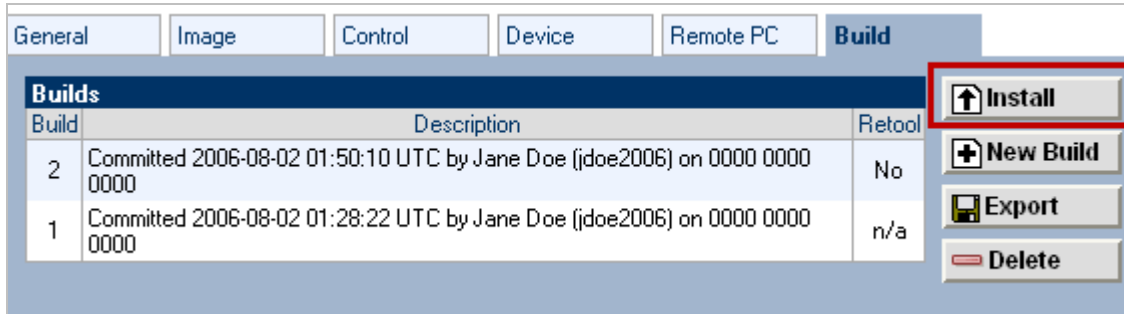 General Image Control Device Remote PC Build
Builds
Build Description Retool
2 Committed 2006-08-02 01:50:10 UTC by Jane Doe (jdoe2006) on 0000 0000
0000 No
1 Committed 2006-08-02 01:28:22 UTC by Jane Doe (jdoe2006) on 0000 0000
0000 n/a
Install
New Build
Export
Delete